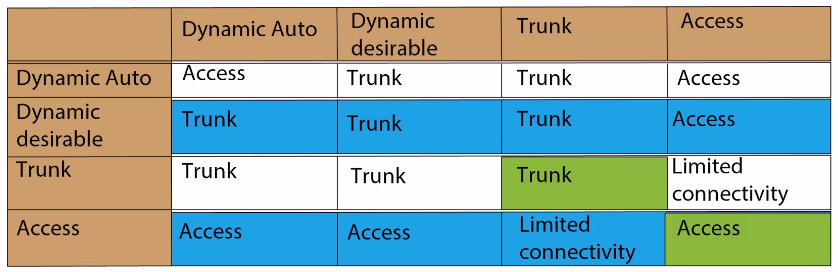 Dynamic Auto Dynamic desirable Trunk Access
Dynamic Auto Access Trunk Trunk Access
Dynamic desirable Trunk Trunk Trunk Access
Trunk Trunk Trunk Trunk Limited connectivity
Access Access Access Limited connectivity Access